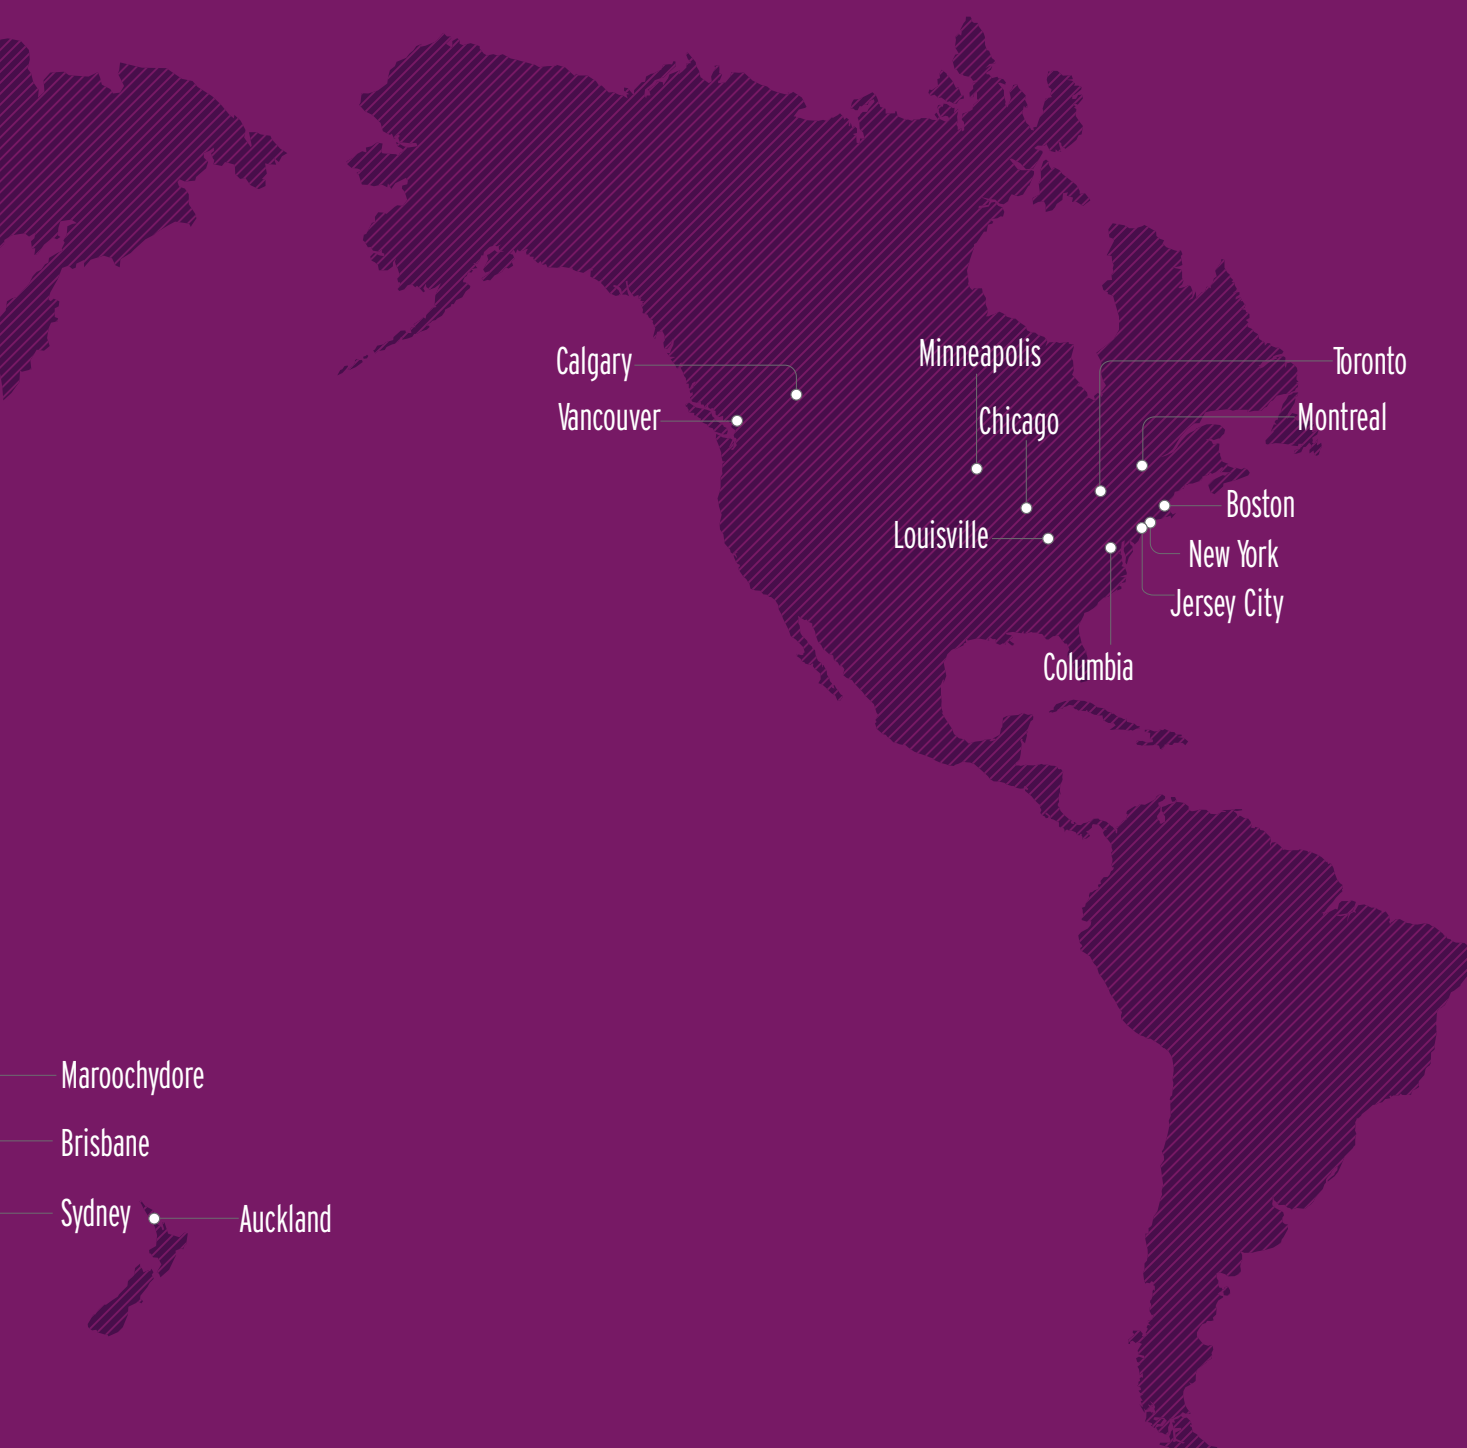 Minneapolis
Calgary
Toronto
Vancouver
Chicago
Montreal
Boston
Louisville
New York
Jersey City
Columbia
Maroochydore
Brisbane
Sydney
Auckland